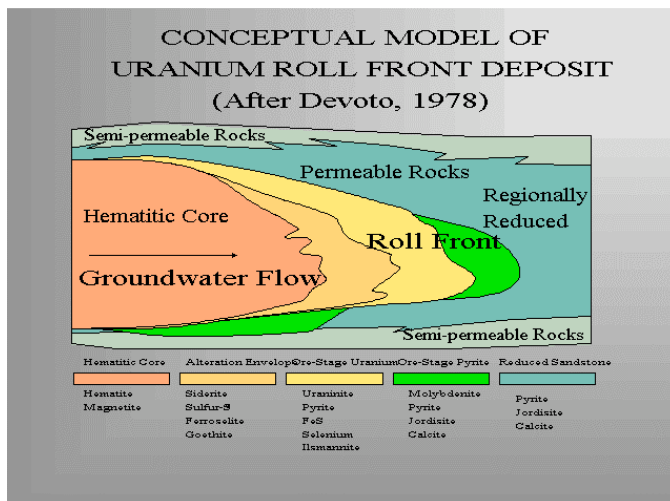 CONCEPTUAL MODEL OF
URANIUM ROLL FRONT DEPOSIT
(After Devoto, 1978)
Semi-permeable Rocks
Permeable Rocks
Regionally
Reduced
Hematitic Core
Roll Front
Groundwater Flow
Semi-permeable Rocks
Hematitic Core
Alteration Envelop
Ore-Stage Uranium
Ore-Stage Pyrite
Reduced Sandstone
Hematite
Magnetite
Siderite
Sulfur-S
Ferroselite
Goethite
Uraninite
Pyrite
FeS
Selenium
Ilsmannite
Molybdenite
Pyrite
Jordisite
Calcite
Pyrite
Jordisite
Calcite